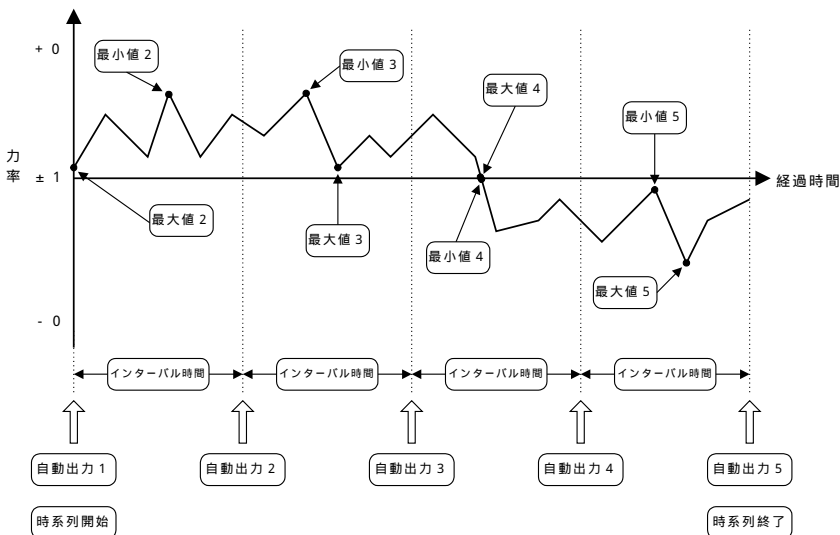 + 0
最小値 2
最小値 3
最大値 4
最小値 5
力率
± 1
経過時間
最大値 2
最大値 3
最小値 4
最大値 5
- 0
インターバル時間
インターバル時間
インターバル時間
インターバル時間
自動出力 1
自動出力 2
自動出力 3
自動出力 4
自動出力 5
時系列開始
時系列終了